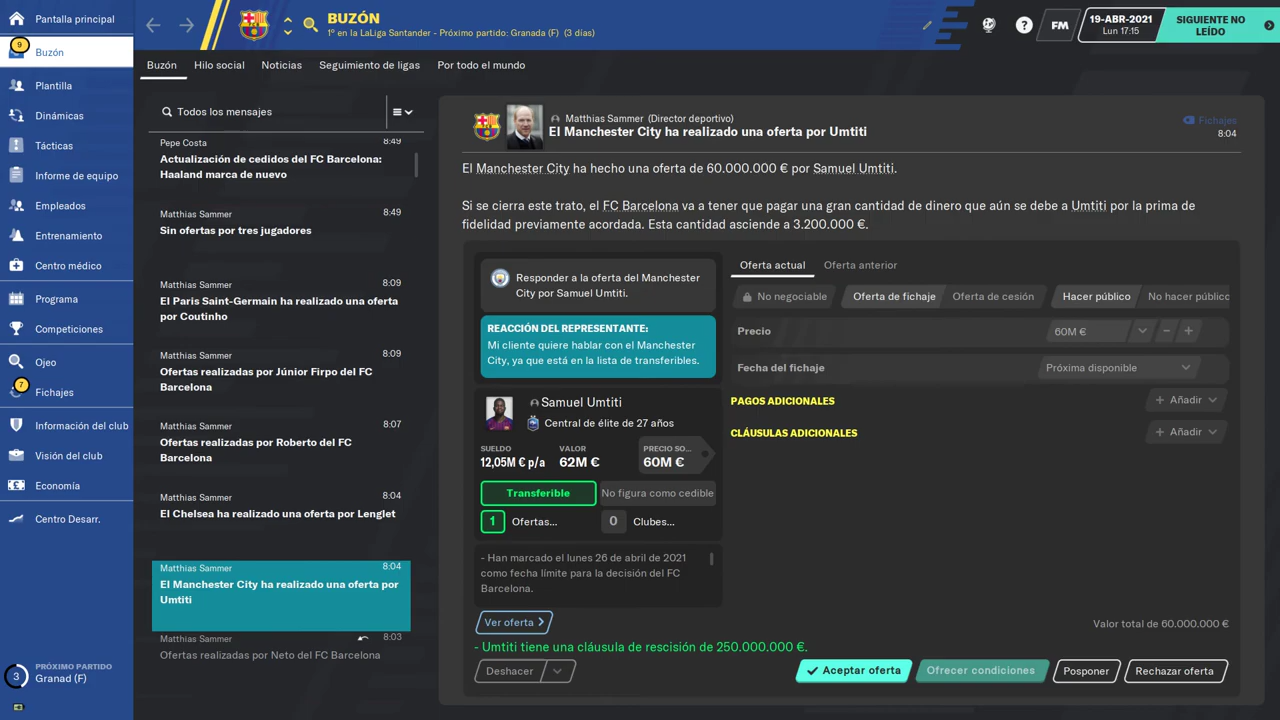 Pantalla principal
9
Buzón
Plantilla
Dinámicas
Tácticas
Informe de equipo
Empleados
Entrenamiento
Centro médico
Programa
Competiciones
Ojeo
7
Fichajes
Información del club
Visión del club
Economía
Centro Desarr.
3
PRÓXIMO PARTIDO
Granad (F)
BUZÓN
1º en la LaLiga Santander - Próximo partido: Granada (F) (3 días)
?
FM
19-ABR-2021
Lun 17:15
SIGUIENTE NO
LEÍDO
Buzón
Hilo social
Noticias
Seguimiento de ligas
Por todo el mundo
Todos los mensajes
Pepe Costa 8:49
Actualización de cedidos del FC Barcelona:
Haaland marca de nuevo
Matthias Sammer 8:49
Sin ofertas por tres jugadores
Matthias Sammer 8:09
El Paris Saint-Germain ha realizado una oferta
por Coutinho
Matthias Sammer 8:09
Ofertas realizadas por Júnior Firpo del FC
Barcelona
Matthias Sammer 8:07
Ofertas realizadas por Roberto del FC
Barcelona
Matthias Sammer 8:04
El Chelsea ha realizado una oferta por Lenglet
Matthias Sammer 8:04
El Manchester City ha realizado una oferta por
Umtiti
Matthias Sammer 8:03
Ofertas realizadas por Neto del FC Barcelona
Matthias Sammer (Director deportivo)
El Manchester City ha realizado una oferta por Umtiti
Fichajes
8:04
El Manchester City ha hecho una oferta de 60.000.000 € por Samuel Umtiti.
Si se cierra este trato, el FC Barcelona va a tener que pagar una gran cantidad de dinero que aún se debe a Umtiti por la prima de
fidelidad previamente acordada. Esta cantidad asciende a 3.200.000 €.
Responder a la oferta del Manchester
City por Samuel Umtiti.
REACCIÓN DEL REPRESENTANTE:
Mi cliente quiere hablar con el Manchester
City, ya que está en la lista de transferibles.
Samuel Umtiti
Central de élite de 27 años
SUELDO VALOR PRECIO SO...
12,05M € p/a 62M € 60M €
Transferible
No figura como cedible
1 Ofertas... 0 Clubes...
- Han marcado el lunes 26 de abril de 2021
como fecha límite para la decisión del FC
Barcelona.
Ver oferta
- Umtiti tiene una cláusula de rescisión de 250.000.000 €.
Deshacer
Oferta actual
Oferta anterior
No negociable
Oferta de fichaje
Oferta de cesión
Hacer público
No hacer público
Precio 60M €
Fecha del fichaje Próxima disponible
PAGOS ADICIONALES + Añadir
CLÁUSULAS ADICIONALES + Añadir
Valor total de 60.000.000 €
Aceptar oferta
Ofrecer condiciones
Posponer
Rechazar oferta